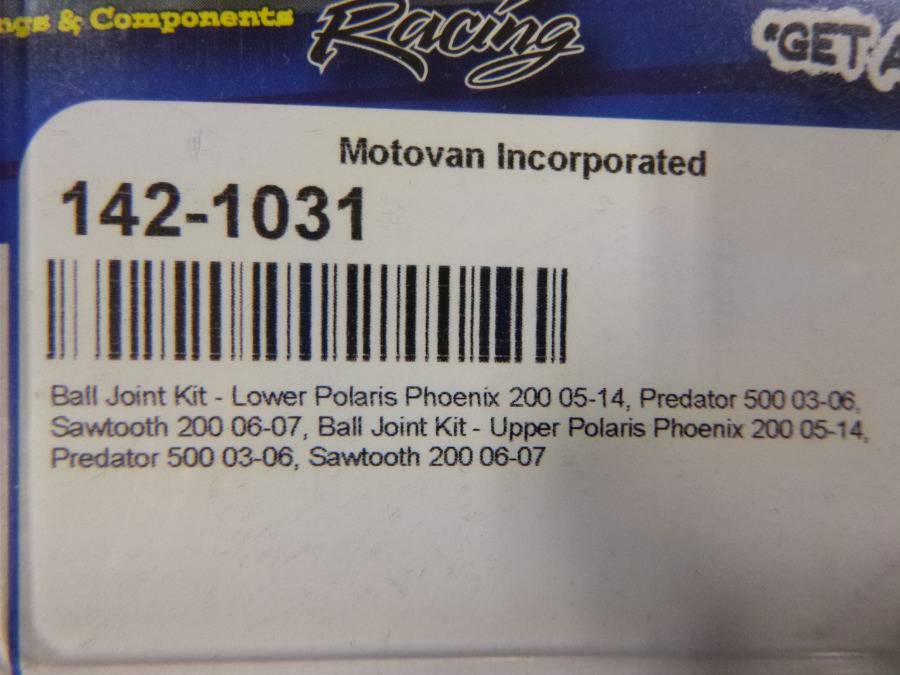 & Components
Racing
"GET
Motovan Incorporated
142-1031
Ball Joint Kit - Lower Polaris Phoenix 200 05-14, Predator 500 03-06,
Sawtooth 200 06-07, Ball Joint Kit - Upper Polaris Phoenix 200 05-14,
Predator 500 03-06, Sawtooth 200 06-07